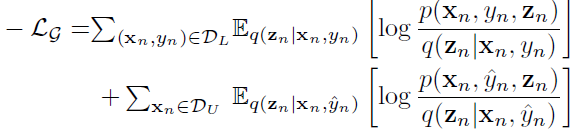 − 𝓛_𝒢 = ∑_{(𝐱_n, y_n)∈𝒟_L} 𝔼_{q(𝐳_n|𝐱_n, y_n)} [ log p(𝐱_n, y_n, 𝐳_n) / q(𝐳_n|𝐱_n, y_n) ]
+ ∑_{𝐱_n∈𝒟_U} 𝔼_{q(𝐳_n|𝐱_n, ŷ_n)} [ log p(𝐱_n, ŷ_n, 𝐳_n) / q(𝐳_n|𝐱_n, ŷ_n) ]